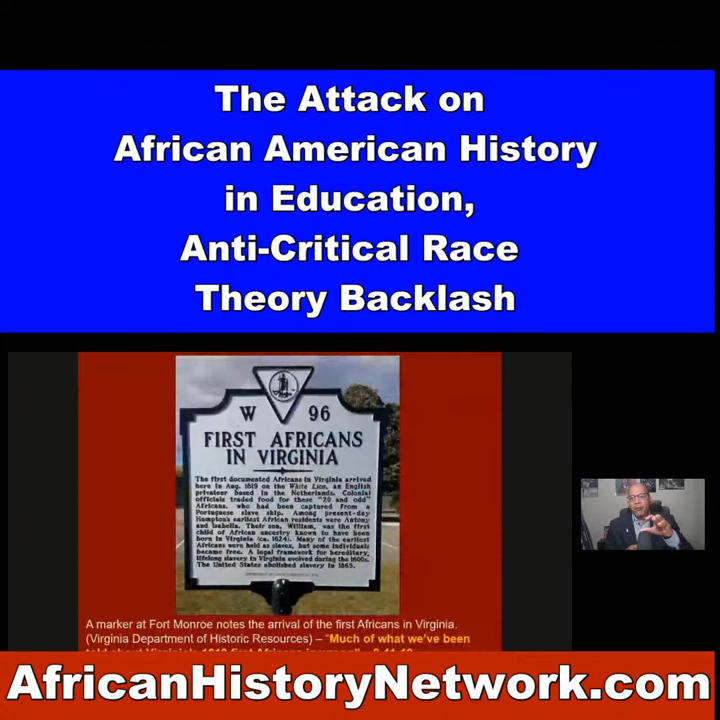 The Attack on
African American History
in Education,
Anti-Critical Race
Theory Backlash
W 96
FIRST AFRICANS
IN VIRGINIA
The first documented Africans in Virginia arrived
here in Aug. 1619 on the White Lion, an English
privateer based in the Netherlands. Colonial
officials traded food for these "20 and odd"
Africans, who had been captured from a
Portuguese slave ship. Among present-day
Hampton's earliest African residents were Antony
and Isabella. Their son, William, was the first
child of African ancestry known to have been
born in Virginia (ca. 1624). Many of the earliest
Africans were held as slaves, but some individuals
became free. A legal framework for hereditary,
lifelong slavery in Virginia evolved during the 1600s.
The United States abolished slavery in 1865.
A marker at Fort Monroe notes the arrival of the first Africans in Virginia.
(Virginia Department of Historic Resources) – "Much of what we've been
AfricanHistoryNetwork.com